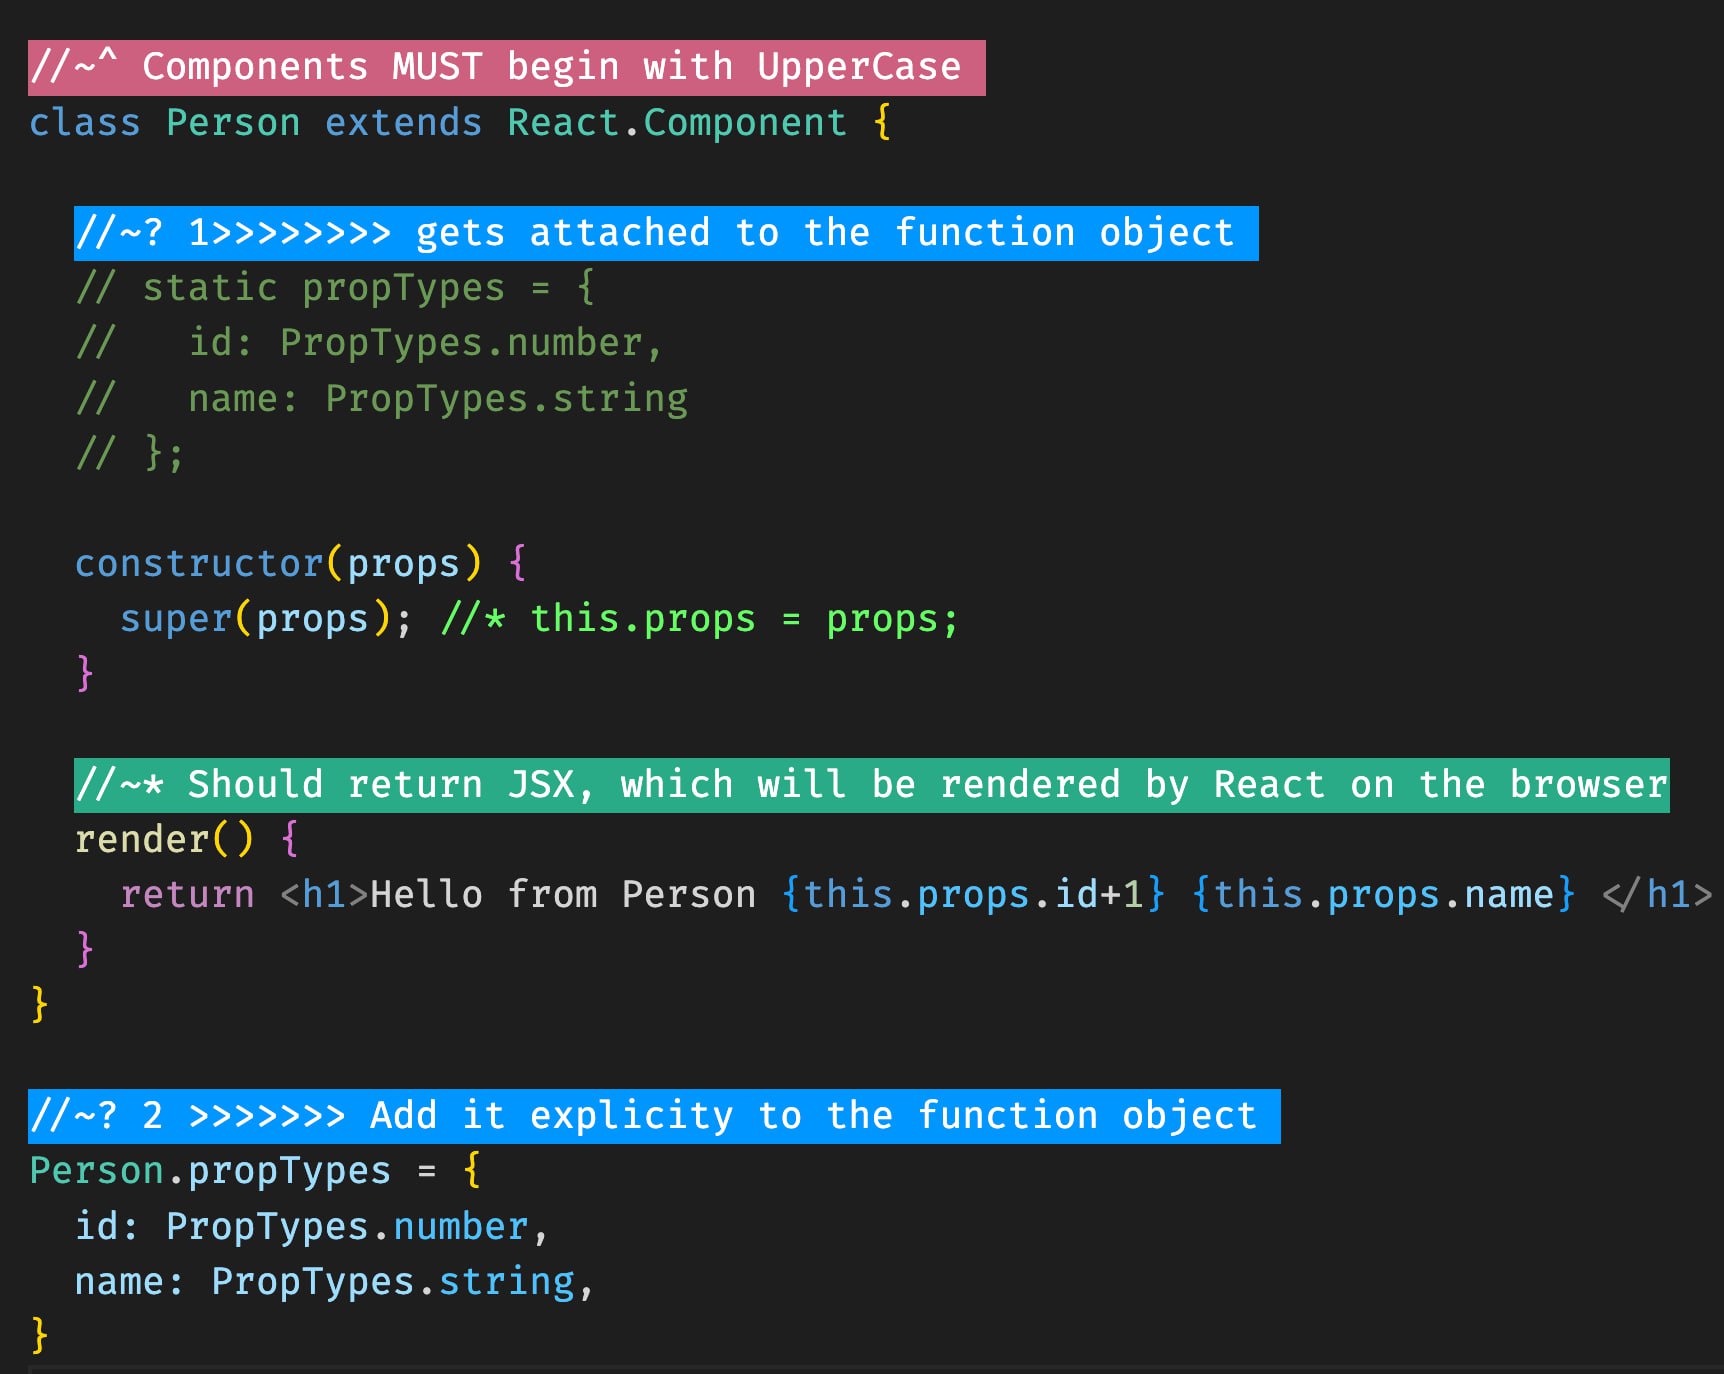 //~^ Components MUST begin with UpperCase
class Person extends React.Component {
  //~? 1>>>>>>>> gets attached to the function object
  // static propTypes = {
  //   id: PropTypes.number,
  //   name: PropTypes.string
  // };
  constructor(props) {
    super(props); //* this.props = props;
  }
  //~* Should return JSX, which will be rendered by React on the browser
  render() {
    return <h1>Hello from Person {this.props.id+1} {this.props.name} </h1>
  }
}
//~? 2 >>>>>>> Add it explicity to the function object
Person.propTypes = {
  id: PropTypes.number,
  name: PropTypes.string,
}